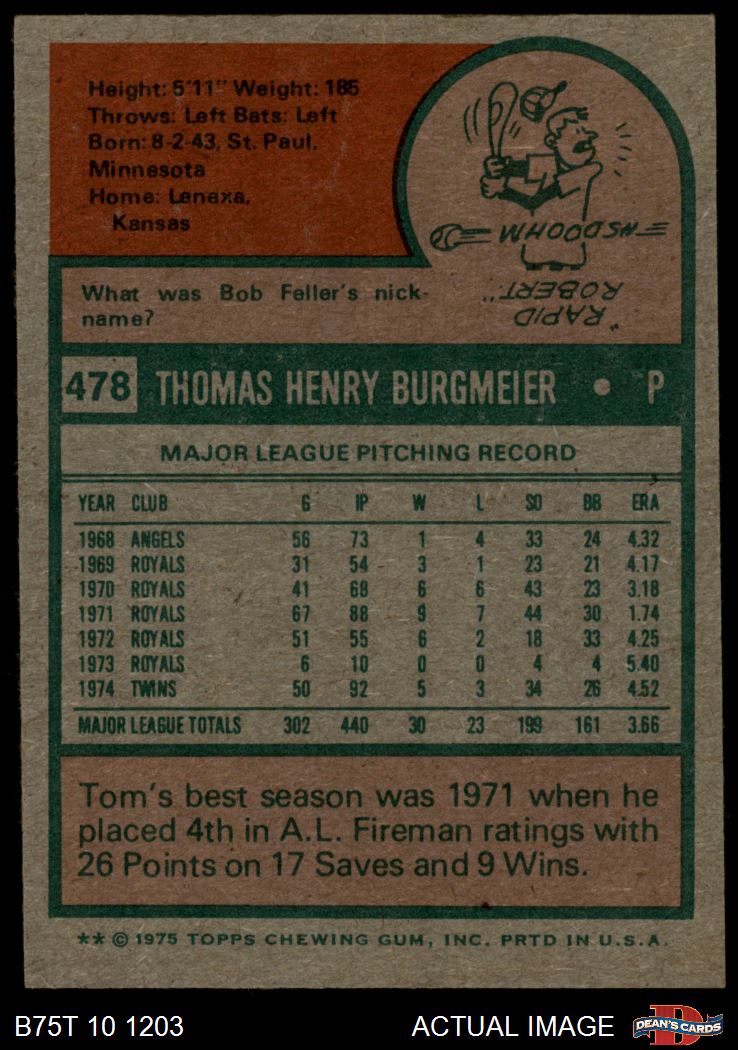 Height: 5'11" Weight: 185
Throws: Left Bats: Left
Born: 8-2-43, St. Paul,
Minnesota
Home: Lenexa,
Kansas
WHOOOSH
What was Bob Feller's nick-
name?
"RAPID
ROBERT"
478 THOMAS HENRY BURGMEIER • P
MAJOR LEAGUE PITCHING RECORD
YEAR CLUB G IP W L SO BB ERA
1968 ANGELS 56 73 1 4 33 24 4.32
1969 ROYALS 31 54 3 1 23 21 4.17
1970 ROYALS 41 68 6 6 43 23 3.18
1971 ROYALS 67 88 9 7 44 30 1.74
1972 ROYALS 51 55 6 2 18 33 4.25
1973 ROYALS 6 10 0 0 4 4 5.40
1974 TWINS 50 92 5 3 34 26 4.52
MAJOR LEAGUE TOTALS 302 440 30 23 199 161 3.66
Tom's best season was 1971 when he
placed 4th in A.L. Fireman ratings with
26 Points on 17 Saves and 9 Wins.
** © 1975 TOPPS CHEWING GUM, INC. PRTD IN U.S.A.
B75T 10 1203 ACTUAL IMAGE DEAN'S CARDS